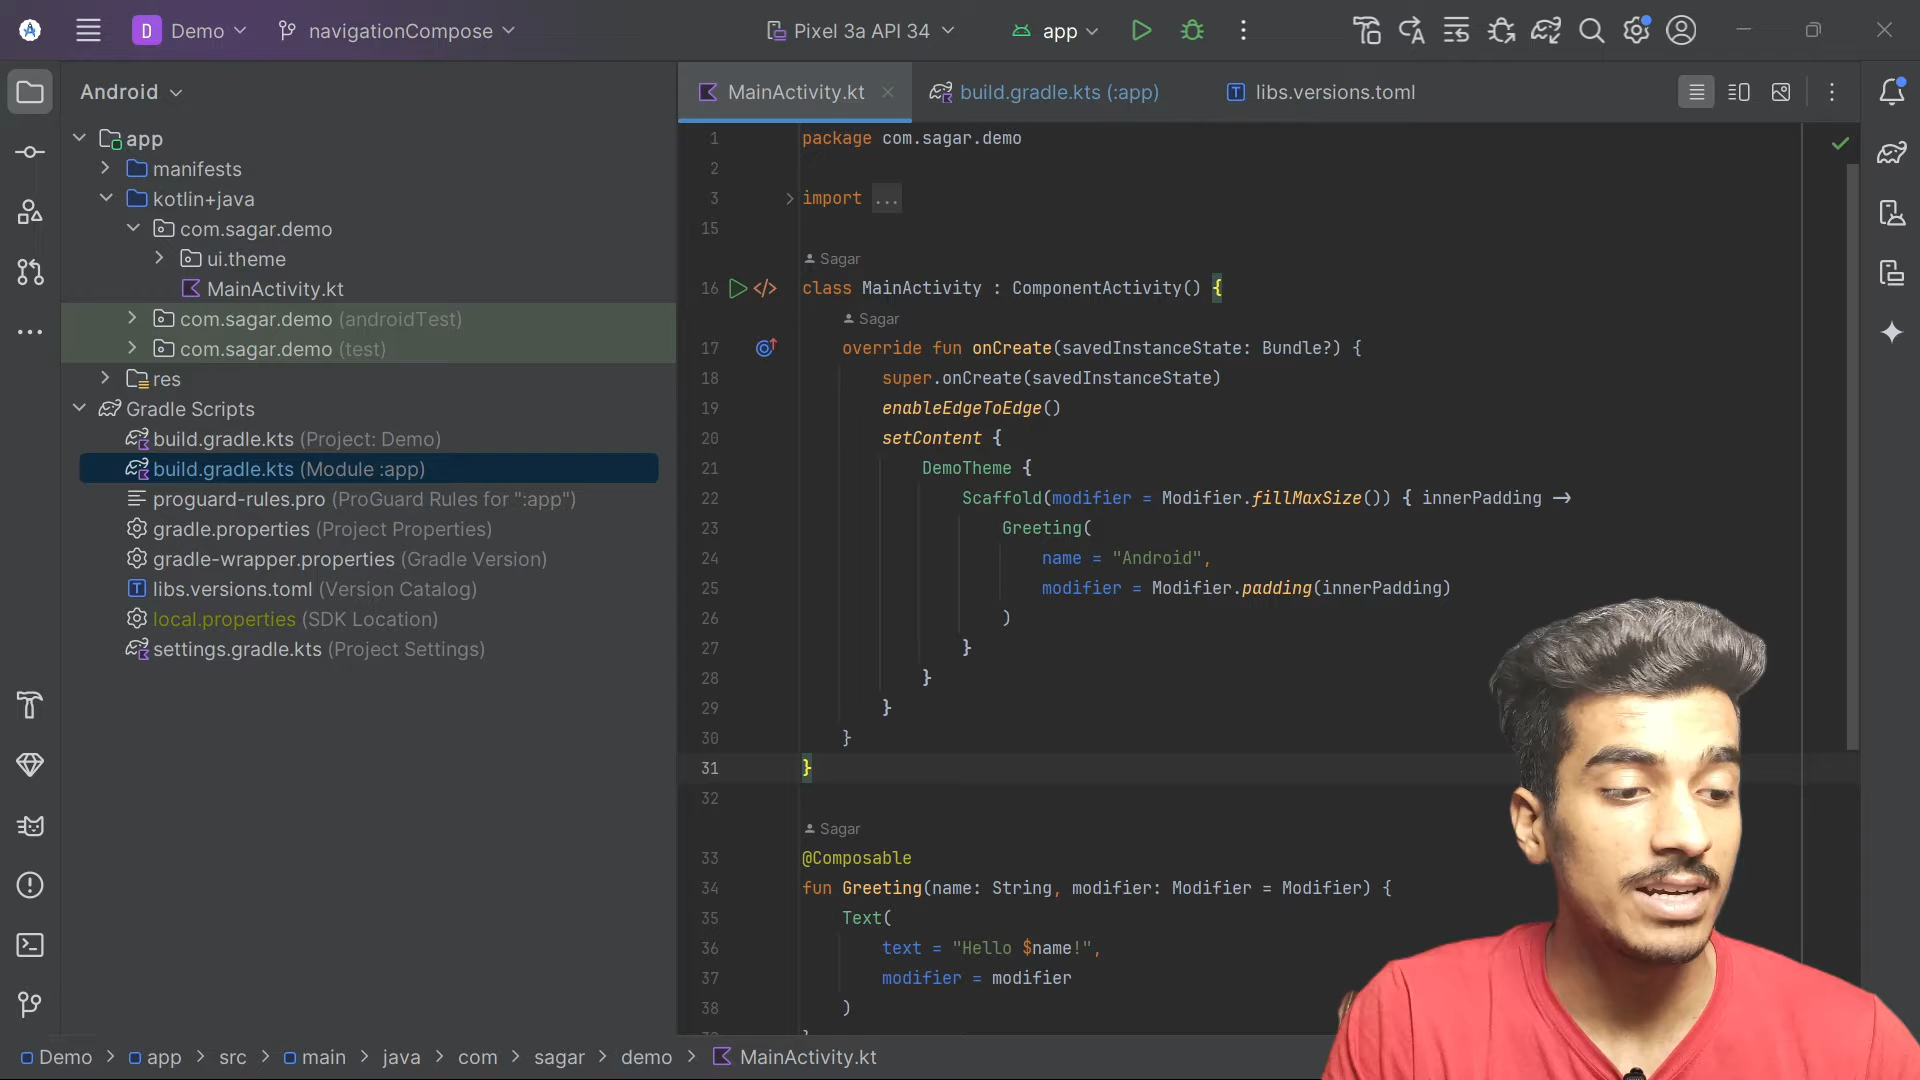 D Demo navigationCompose Pixel 3a API 34 app
Android
app
manifests
kotlin+java
com.sagar.demo
ui.theme
MainActivity.kt
com.sagar.demo (androidTest)
com.sagar.demo (test)
res
Gradle Scripts
build.gradle.kts (Project: Demo)
build.gradle.kts (Module :app)
proguard-rules.pro (ProGuard Rules for ":app")
gradle.properties (Project Properties)
gradle-wrapper.properties (Gradle Version)
libs.versions.toml (Version Catalog)
local.properties (SDK Location)
settings.gradle.kts (Project Settings)
MainActivity.kt build.gradle.kts (:app) T libs.versions.toml
1 package com.sagar.demo
2
3 import ...
15
Sagar
16 class MainActivity : ComponentActivity() {
Sagar
17 override fun onCreate(savedInstanceState: Bundle?) {
18 super.onCreate(savedInstanceState)
19 enableEdgeToEdge()
20 setContent {
21 DemoTheme {
22 Scaffold(modifier = Modifier.fillMaxSize()) { innerPadding →
23 Greeting(
24 name = "Android",
25 modifier = Modifier.padding(innerPadding)
26 )
27 }
28 }
29 }
30 }
31 }
32
Sagar
33 @Composable
34 fun Greeting(name: String, modifier: Modifier = Modifier) {
35 Text(
36 text = "Hello $name!",
37 modifier = modifier
38 )
Demo > app > src > main > java > com > sagar > demo > MainActivity.kt